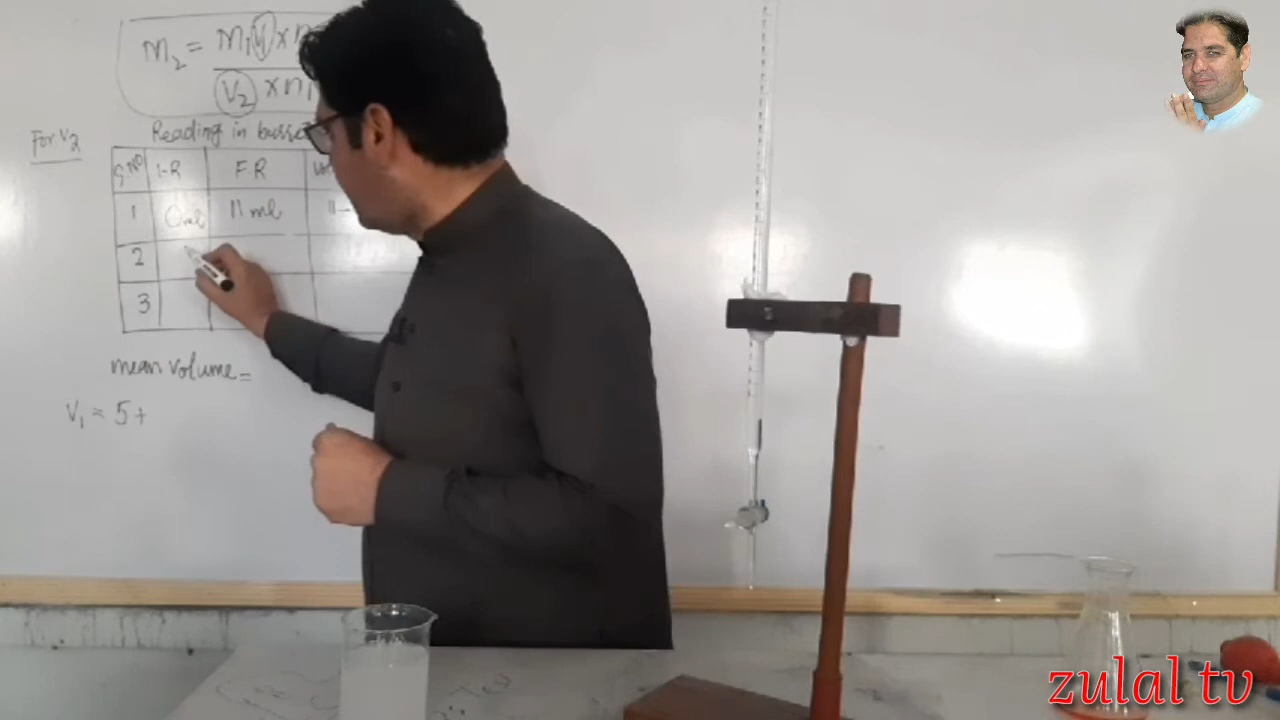 M₂ = M₁V₁ × n
V₂ × n₁
For V₂
Reading in
S.NO I-R F R Vol
1 0ml 11 ml 11-
2
3
mean volume =
V₁ = 5+
zulal tv